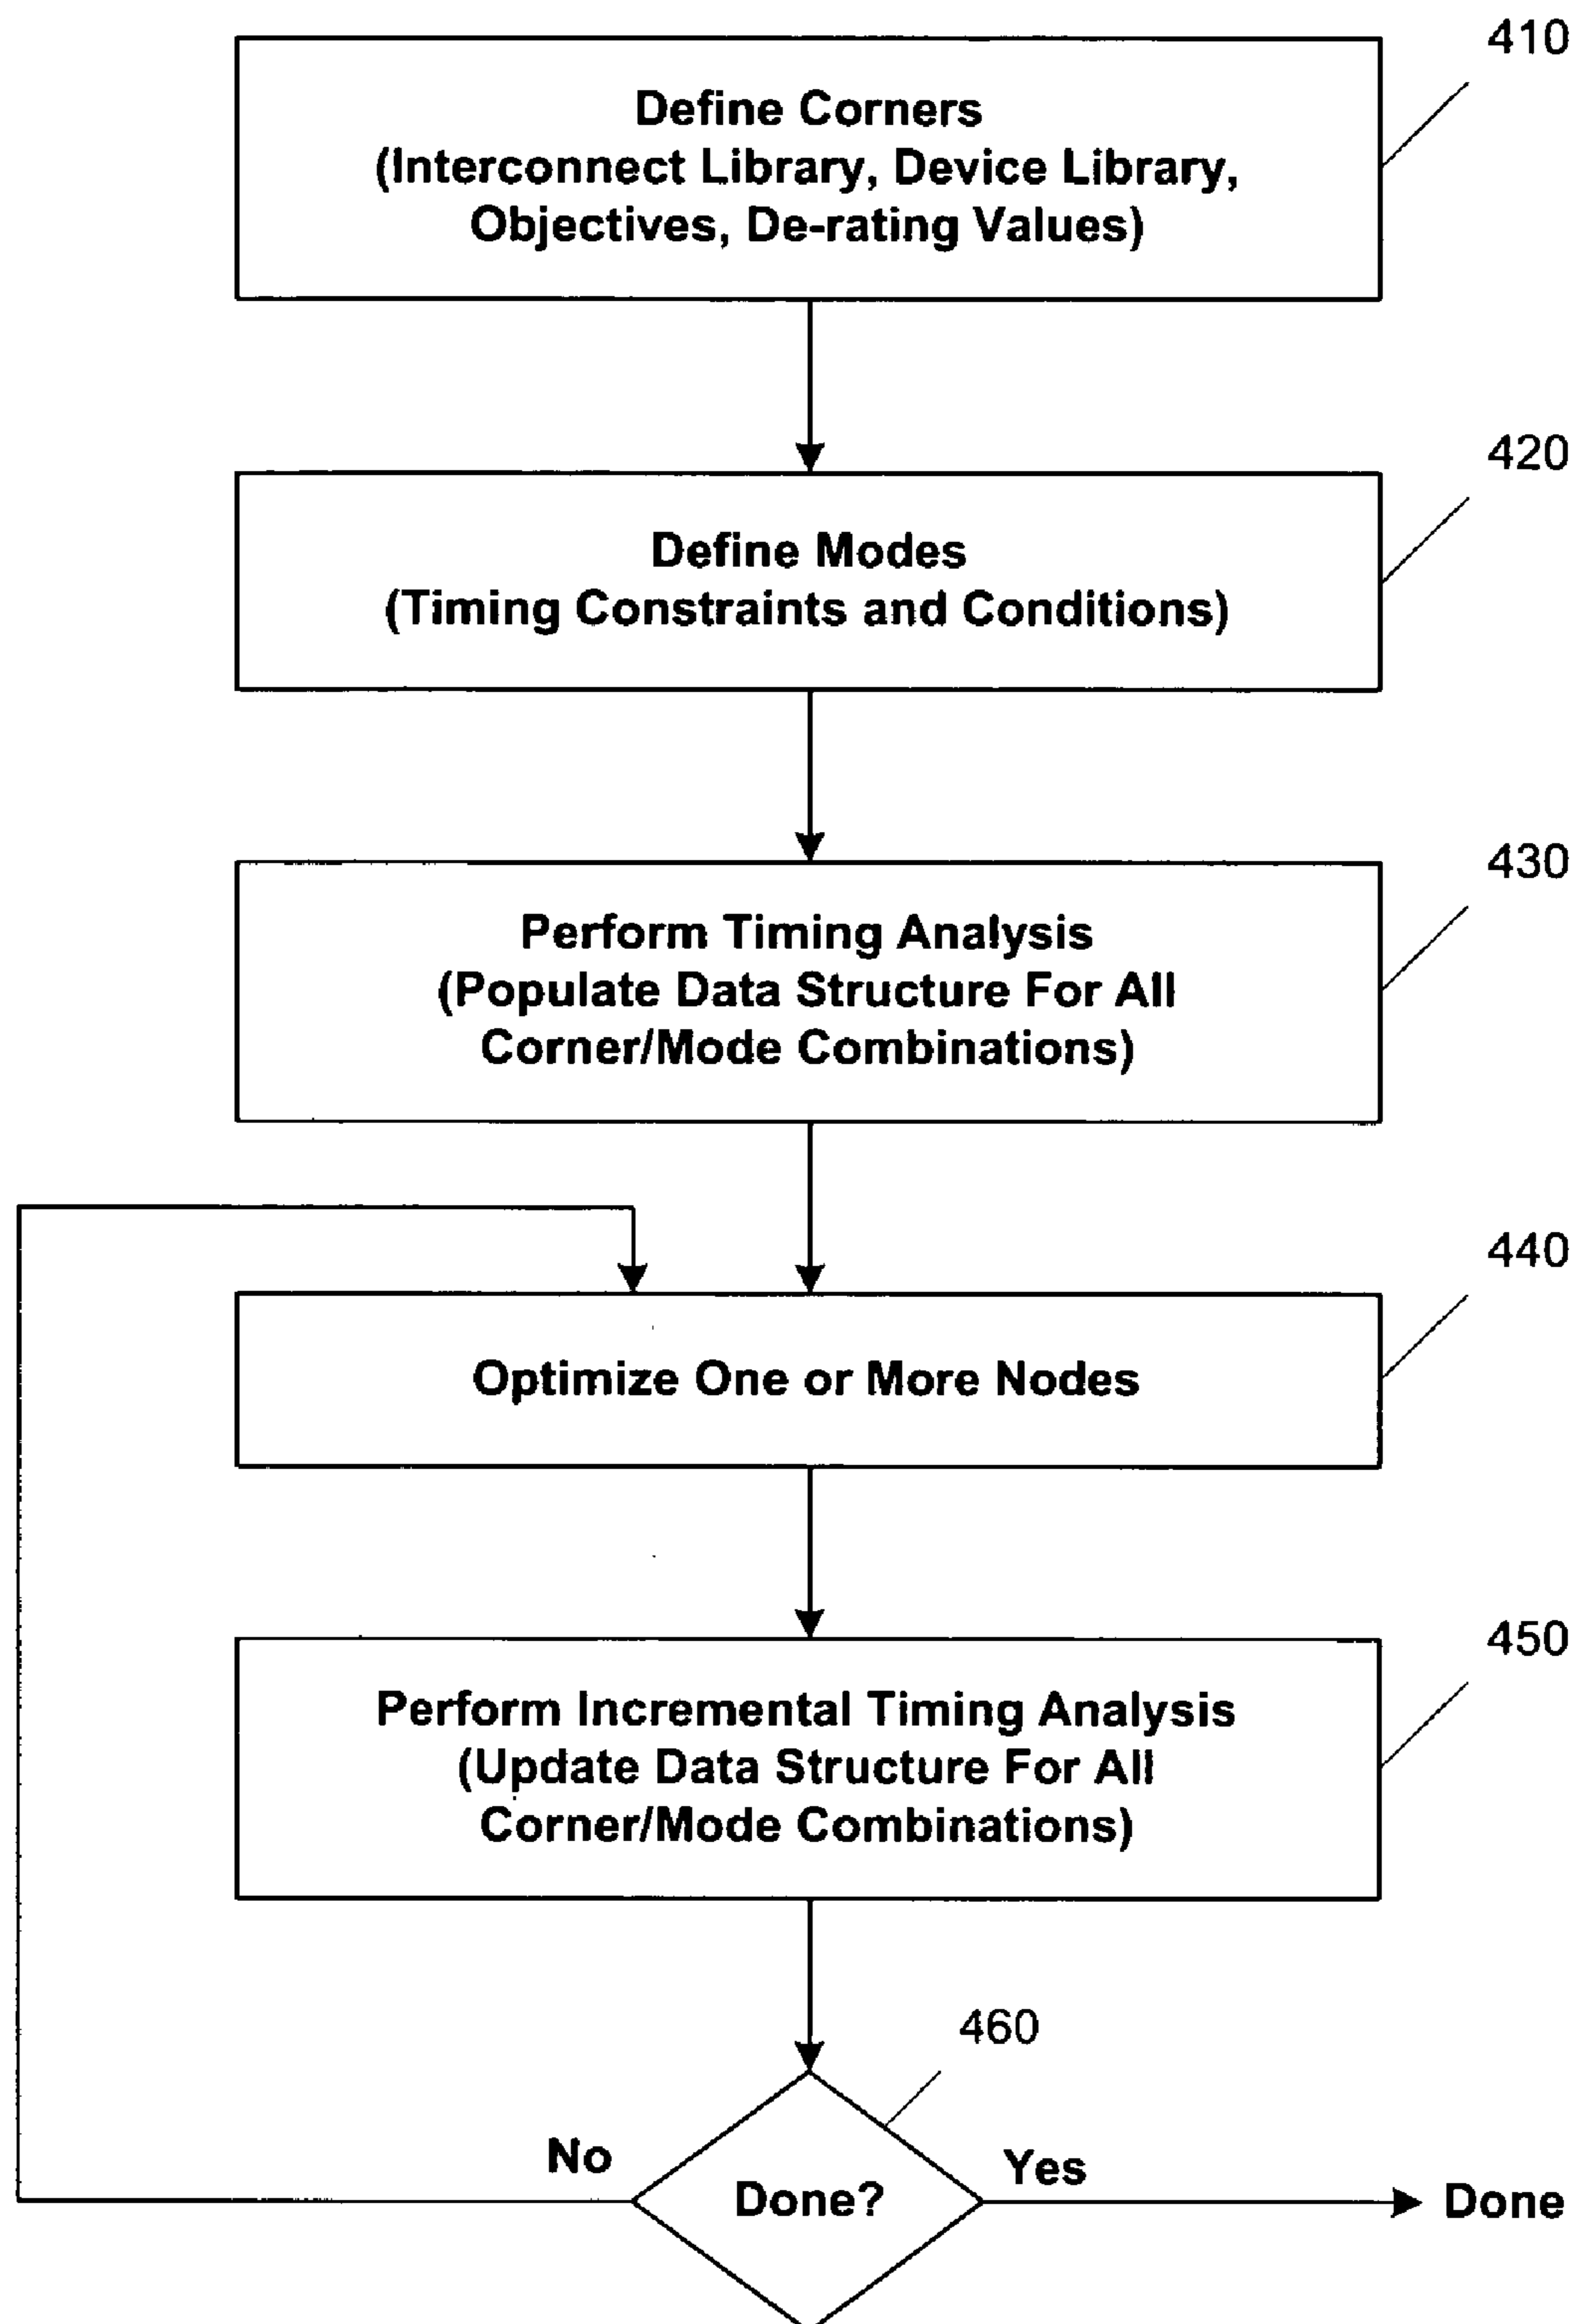 410
Define Corners
(Interconnect Library, Device Library,
Objectives, De-rating Values)
420
Define Modes
(Timing Constraints and Conditions)
430
Perform Timing Analysis
(Populate Data Structure For All
Corner/Mode Combinations)
440
Optimize One or More Nodes
450
Perform Incremental Timing Analysis
(Update Data Structure For All
Corner/Mode Combinations)
460
No
Yes
Done?
Done